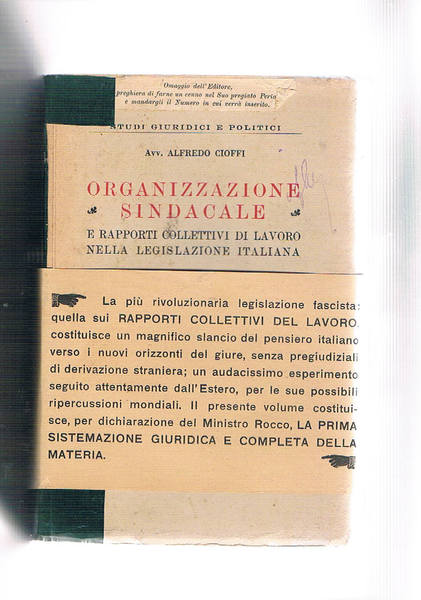 Omaggio dell'Editore,
preghiera di farne un cenno nel Suo pregiato Perio
e mandargli il Numero in cui verrà inserito.
STUDI GIURIDICI E POLITICI
Avv. ALFREDO CIOFFI
ORGANIZZAZIONE
SINDACALE
E RAPPORTI COLLETTIVI DI LAVORO
NELLA LEGISLAZIONE ITALIANA
La più rivoluzionaria legislazione fascista:
quella sui RAPPORTI COLLETTIVI DEL LAVORO,
costituisce un magnifico slancio del pensiero italiano
verso i nuovi orizzonti del giure, senza pregiudiziali
di derivazione straniera; un audacissimo esperimento
seguito attentamente dall'Estero, per le sue possibili
ripercussioni mondiali. Il presente volume costitui-
sce, per dichiarazione del Ministro Rocco, LA PRIMA
SISTEMAZIONE GIURIDICA E COMPLETA DELLA
MATERIA.